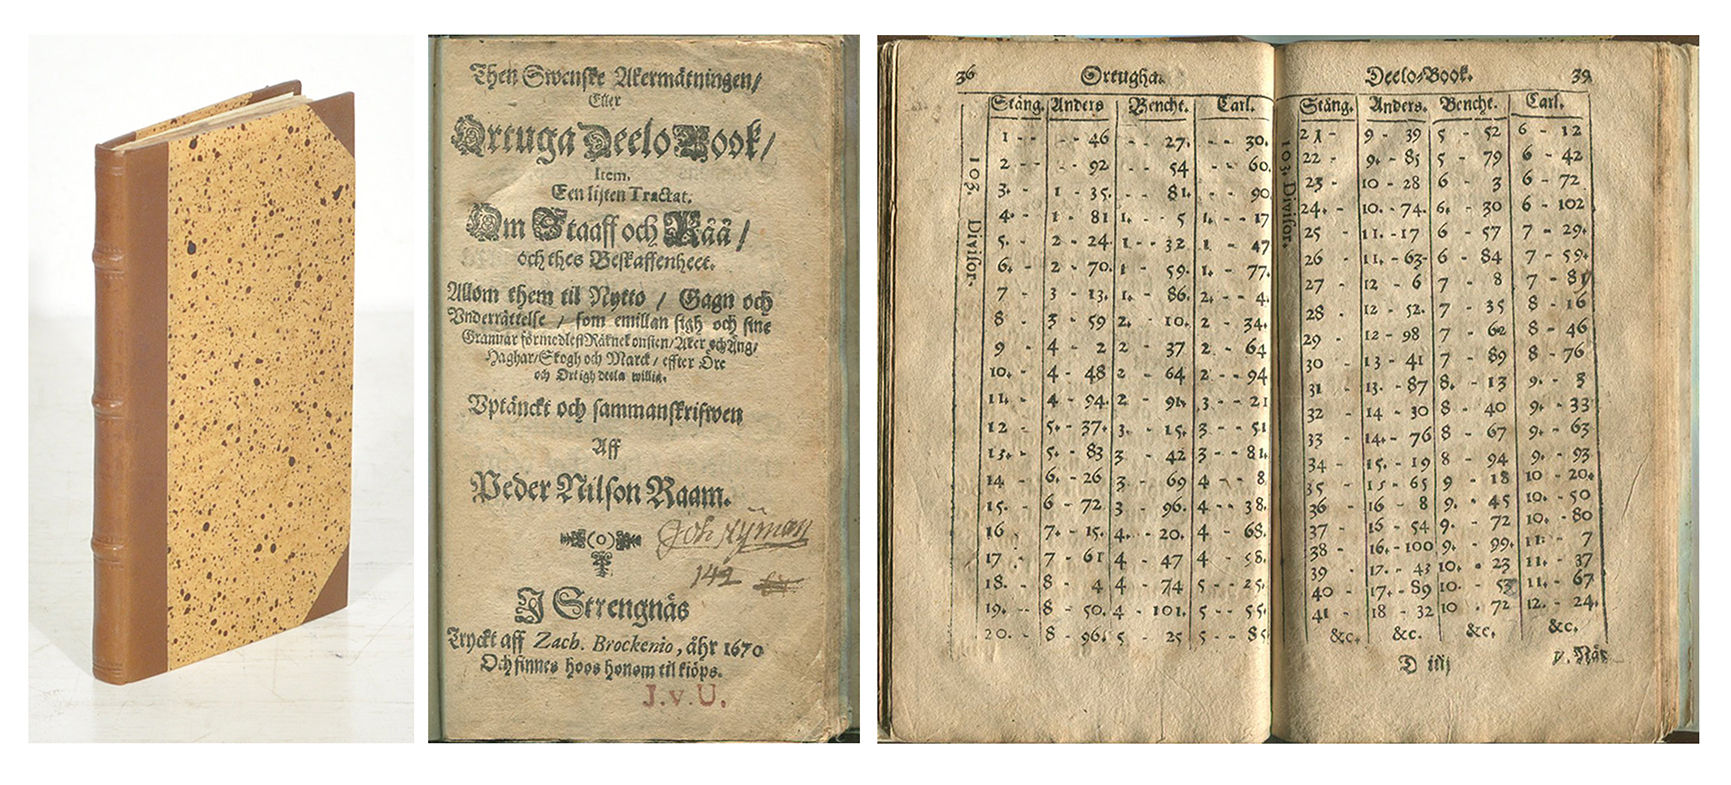 Then Swenske Akermätningen/
Eller
Ortuga Deelo Book/
Item.
Een liiten Tractat.
Om Staaff och Råå/
och thes Beskaffenheet.
Allom them til Nytto / Gagn och
Vnderrättelse / som emillan sigh och sine
Grannar förmedelst Räknekonsten/Aker och Äng/
Haghar/Skogh och Marck/ effter Öre
och Örtigh deela willia.
Vptänckt och sammanskrifwen
Aff
Peder Nilson Raam.
(o)
Joh Nÿman
142
J Strengnäs
Tryckt aff Zach. Brockenio, åhr 1670
Och finnes hoos honom til kiöps.
J.v.U.
36 Ortugha.
103. Divisor.
Stång. Anders Bencht. Carl.
1 - - - - 46 - - 27. - - 30.
2 - - - - 92 - - 54 - - 60.
3. - 1 - 35. - - 81. - - 90
4. - 1 - 81 1. - 5 1. - 17
5. - 2 - 24 1 - 32 1 - 47
6. - 2 - 70 1 - 59. 1. - 77.
7 - 3 - 13. 1. - 86. 2. - 4.
8 - 3 - 59 2. - 10. 2 - 34.
9 - 4 - 2 2 - 37 2 - 64
10. - 4 - 48 2 - 64 2 - 94
11. - 4 - 94. 2 - 91. 3 - 21
12 - 5. - 37. 3. - 15. 3 - 51
13. - 5. - 83 3 - 42 3 - 81.
14 - 6. - 26 3 - 69 4 - 8
15. - 6 - 72 3 - 96. 4 - 38.
16 - 7. - 15. 4. - 20. 4 - 68.
17 - 7 - 61 4 - 47 4 - 98.
18. - 8 - 4 4 - 74 5 - 25.
19. - 8 - 50. 4 - 101. 5 - 55.
20. - 8 - 96. 5 - 25 5 - 85
Deelo-Book. 39
103. Divisor.
Stång. Anders. Bencht. Carl.
21 - 9 - 39 5 - 52 6 - 12
22 - 9. - 85 5 - 79 6 - 42
23 - 10 - 28 6 - 3 6 - 72
24. - 10. - 74. 6. - 30 6 - 102
25 - 11. - 17 6 - 57 7 - 29.
26 - 11. - 63. 6 - 84 7 - 59.
27 - 12 - 6 7 - 8 7 - 81
28 - 12 - 52. 7 - 35 8 - 16
29 - 12 - 98 7 - 62 8 - 46
30 - 13 - 41 7 - 89 8 - 76
31 - 13. - 87 8. - 13 9. - 3
32 - 14 - 30 8 - 40 9. - 33
33 - 14. - 76 8 - 67 9. - 63
34 - 15. - 19 8 - 94 9. - 93
35 - 15 - 65 9 - 18 10 - 20.
36 - 16 - 8 9. - 45 10. - 50
37 - 16 - 54 9. - 72 10. - 80
38 - 16. - 100 9. - 99. 11. - 7
39 - 17. - 43 10. - 23 11. - 37
40 - 17. - 89 10. - 53 11. - 67
41 - 18 - 32 10 - 72 12. - 24.
&c. &c. &c. &c.
D iiij